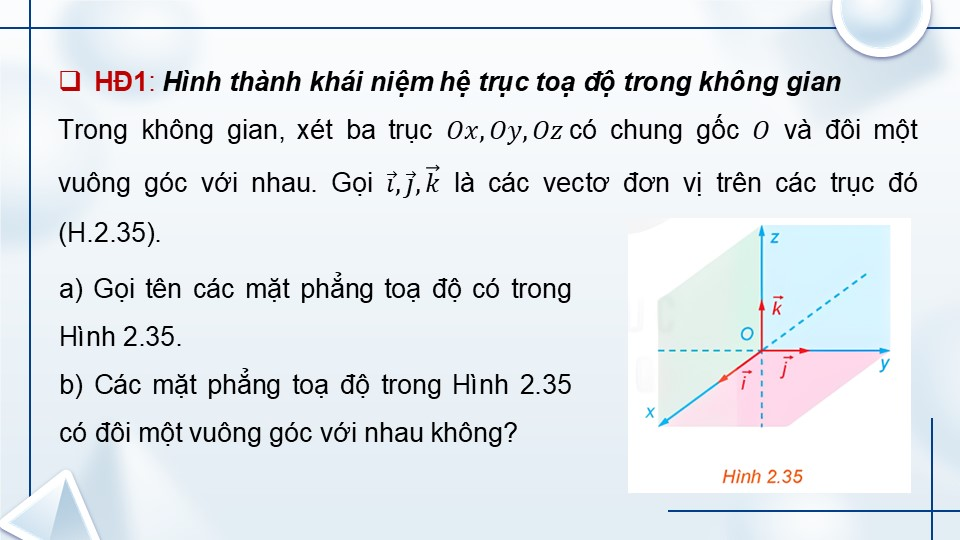 ❑ HĐ1: Hình thành khái niệm hệ trục toạ độ trong không gian
Trong không gian, xét ba trục 𝑂𝑥, 𝑂𝑦, 𝑂𝑧 có chung gốc 𝑂 và đôi một
vuông góc với nhau. Gọi i⃗, j⃗, k⃗ là các vectơ đơn vị trên các trục đó
(H.2.35).
a) Gọi tên các mặt phẳng toạ độ có trong
Hình 2.35.
b) Các mặt phẳng toạ độ trong Hình 2.35
có đôi một vuông góc với nhau không?
z
k⃗
O
i⃗
j⃗
y
x
Hình 2.35